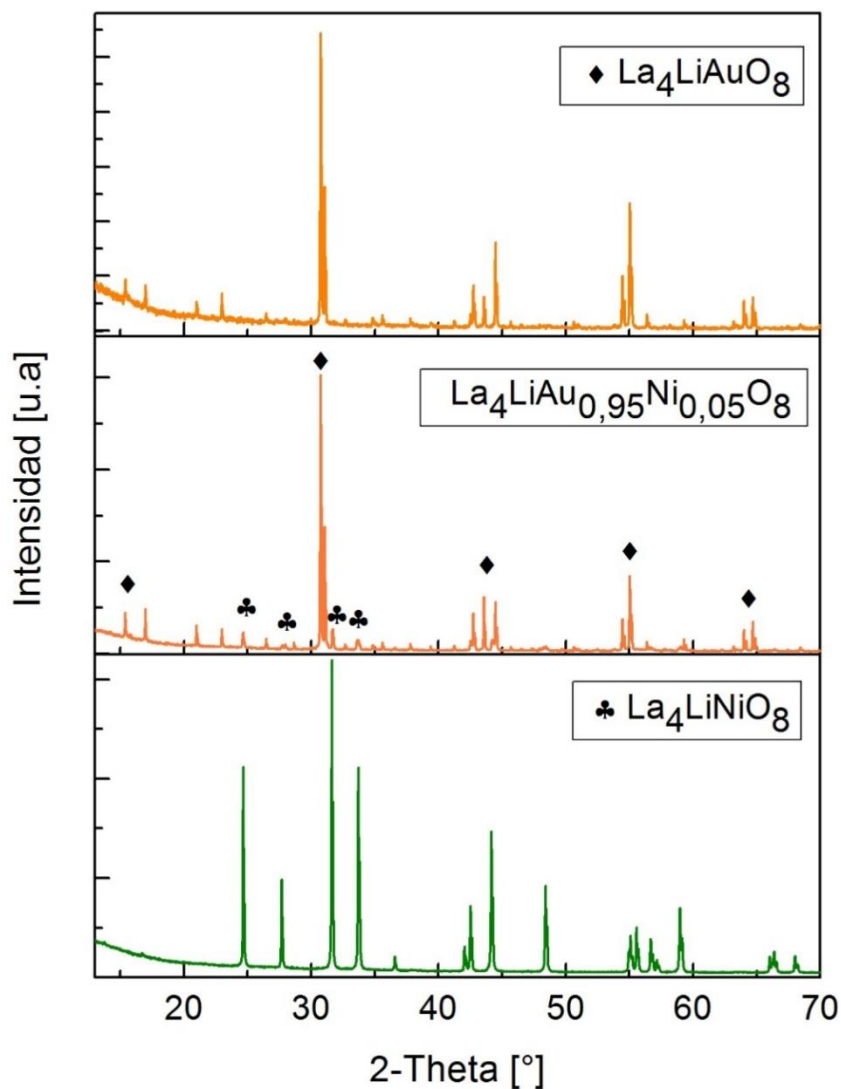 ♦ La₄LiAuO₈
La₄LiAu₀,₉₅Ni₀,₀₅O₈
♣ La₄LiNiO₈
Intensidad [u.a]
20 30 40 50 60 70
2-Theta [°]